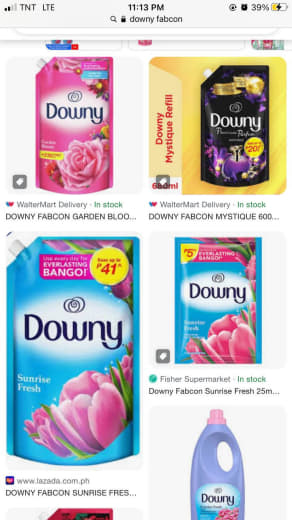 TNT LTE
11:13 PM
39%
downy fabcon
Downy
Garden
Bloom
WalterMart Delivery · In stock
DOWNY FABCON GARDEN BLOO...
Downy
Mystique Refill
Downy
Parfum
₱20!
680ml
WalterMart Delivery · In stock
DOWNY FABCON MYSTIQUE 600...
Use every day for
EVERLASTING
BANGO!
Save up to
₱41
Downy
Sunrise
Fresh
www.lazada.com.ph
DOWNY FABCON SUNRISE FRES...
₱5
EVERLASTING
BANGO!
Downy
Sunrise
Fresh
Fisher Supermarket · In stock
Downy Fabcon Sunrise Fresh 25m...
Downy